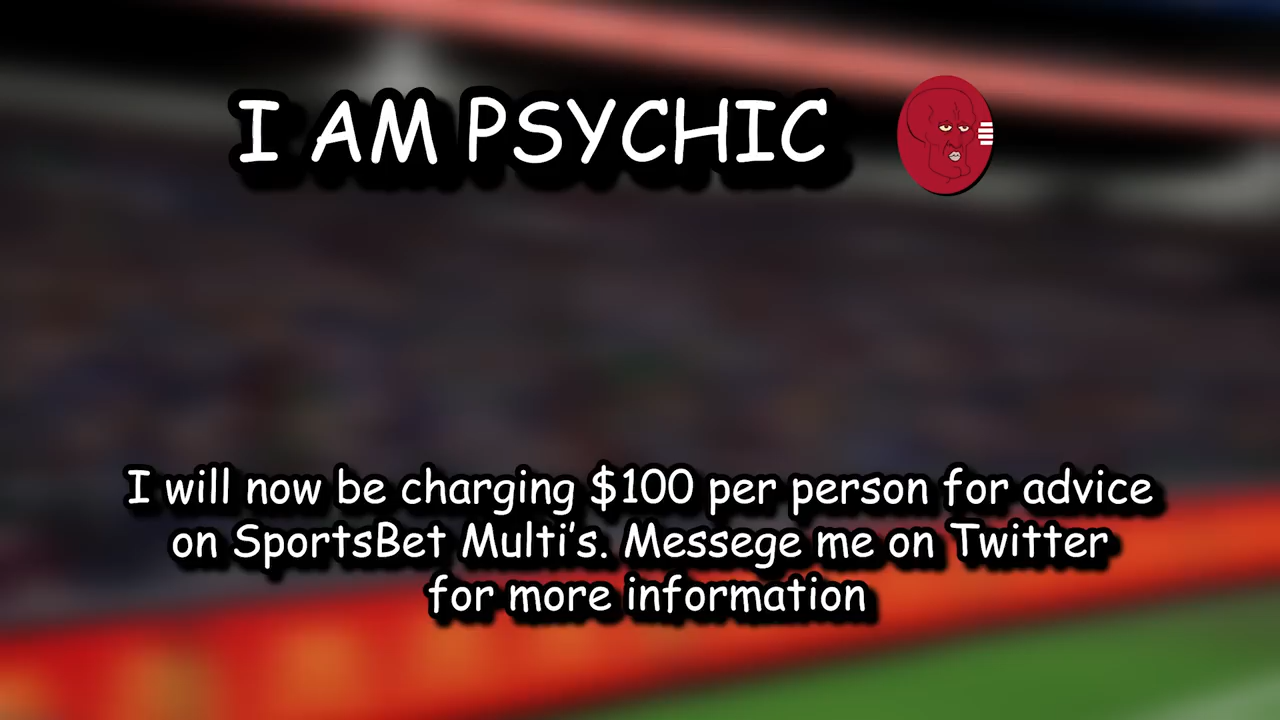 I AM PSYCHIC
I will now be charging $100 per person for advice
on SportsBet Multi's. Messege me on Twitter
for more information